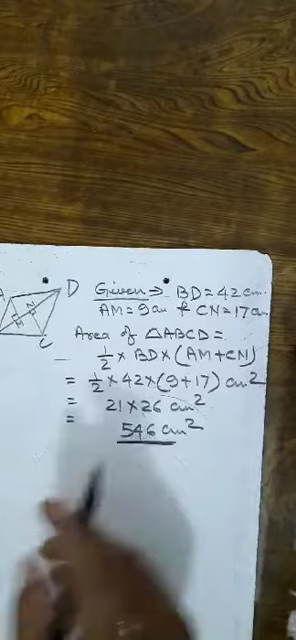 A D Given → BD = 42 cm.
AM = 9 cm & CN = 17 cm
N
M
C
Area of △ABCD =
1/2 × BD × (AM + CN)
= 1/2 × 42 × (9 + 17) cm²
= 21 × 26 cm²
= 546 cm²